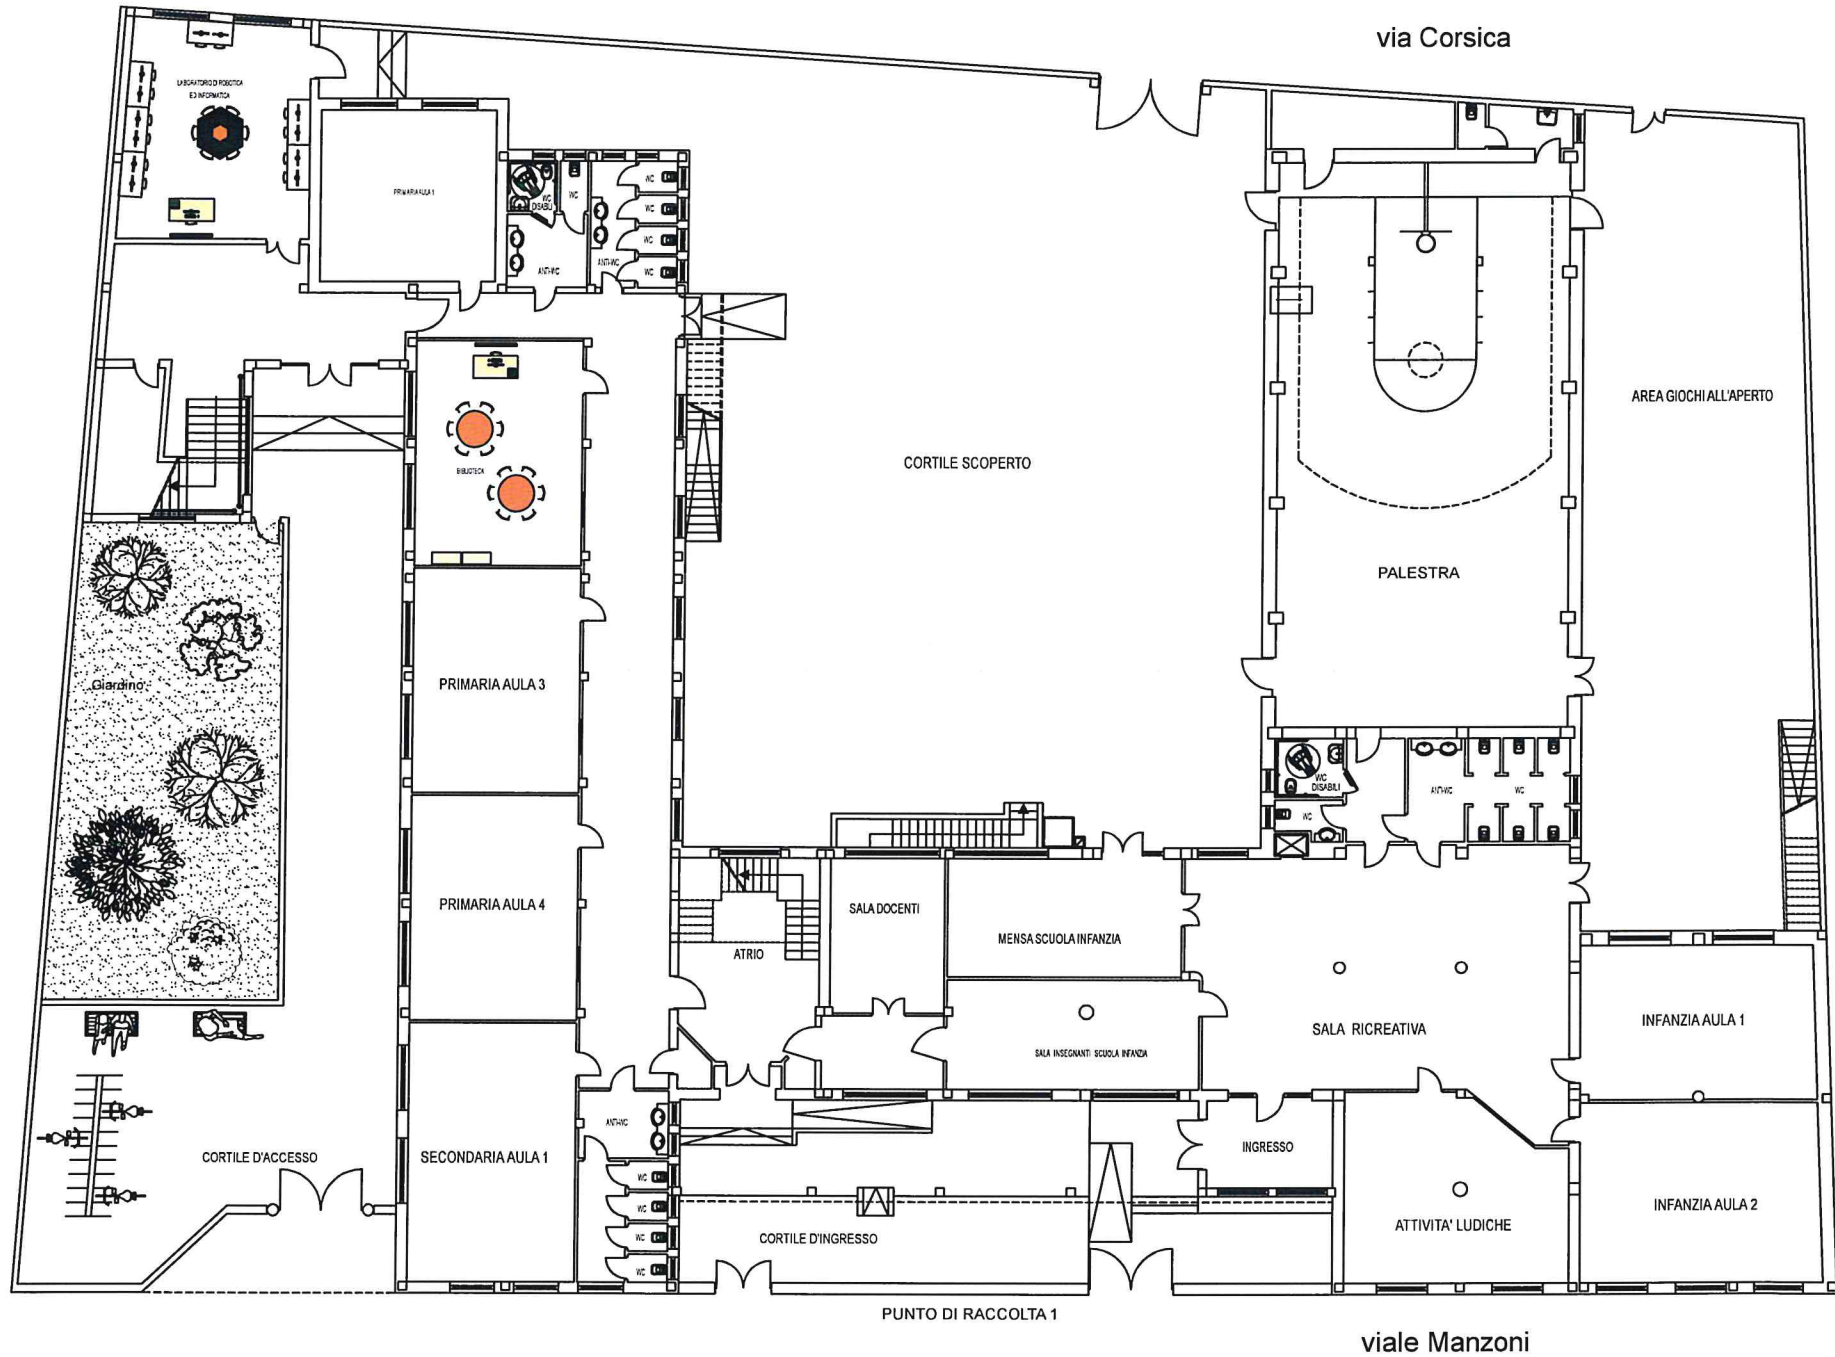 via Corsica
LABORATORIO DI ROBOTICA
ED INFORMATICA
PRIMARIA AULA 1
WC
DISABILI
WC
WC
WC
WC
WC
ANTI-WC
ANTI-WC
BIBLIOTECA
CORTILE SCOPERTO
AREA GIOCHI ALL'APERTO
PALESTRA
Giardino
PRIMARIA AULA 3
WC
DISABILI
ANTI-WC
WC
WC
PRIMARIA AULA 4
SALA DOCENTI
MENSA SCUOLA INFANZIA
ATRIO
SALA RICREATIVA
INFANZIA AULA 1
SALA INSEGNANTI SCUOLA INFANZIA
ANTI-WC
CORTILE D'ACCESSO
SECONDARIA AULA 1
INGRESSO
WC
WC
WC
WC
INFANZIA AULA 2
ATTIVITA' LUDICHE
CORTILE D'INGRESSO
PUNTO DI RACCOLTA 1
viale Manzoni